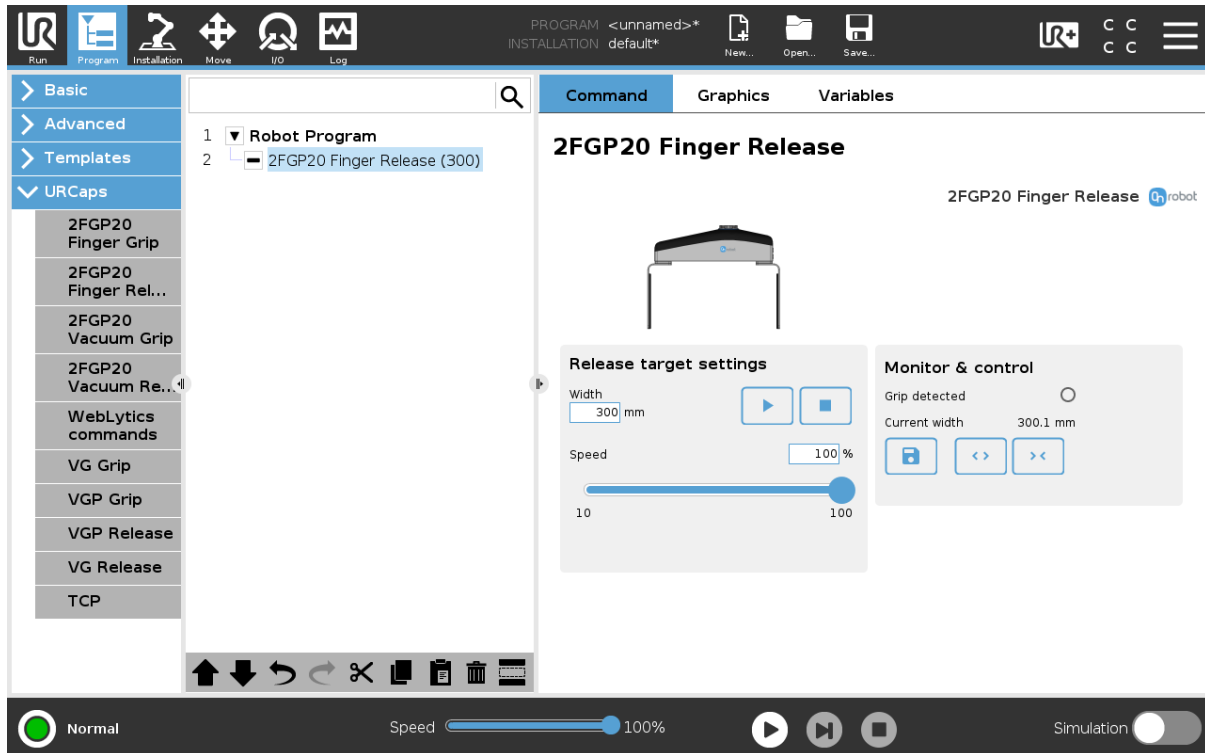 PROGRAM <unnamed>*
INSTALLATION default*
New...
Open...
Save...
UR
UR+
C C
C C
Run
Program
Installation
Move
I/O
Log
Basic
Advanced
Templates
URCaps
2FGP20
Finger Grip
2FGP20
Finger Rel...
2FGP20
Vacuum Grip
2FGP20
Vacuum Re...
WebLytics
commands
VG Grip
VGP Grip
VGP Release
VG Release
TCP
1 Robot Program
2 2FGP20 Finger Release (300)
Command Graphics Variables
2FGP20 Finger Release
2FGP20 Finger Release On robot
Release target settings
Width
300 mm
Speed 100 %
10 100
Monitor & control
Grip detected
Current width 300.1 mm
Normal
Speed 100%
Simulation